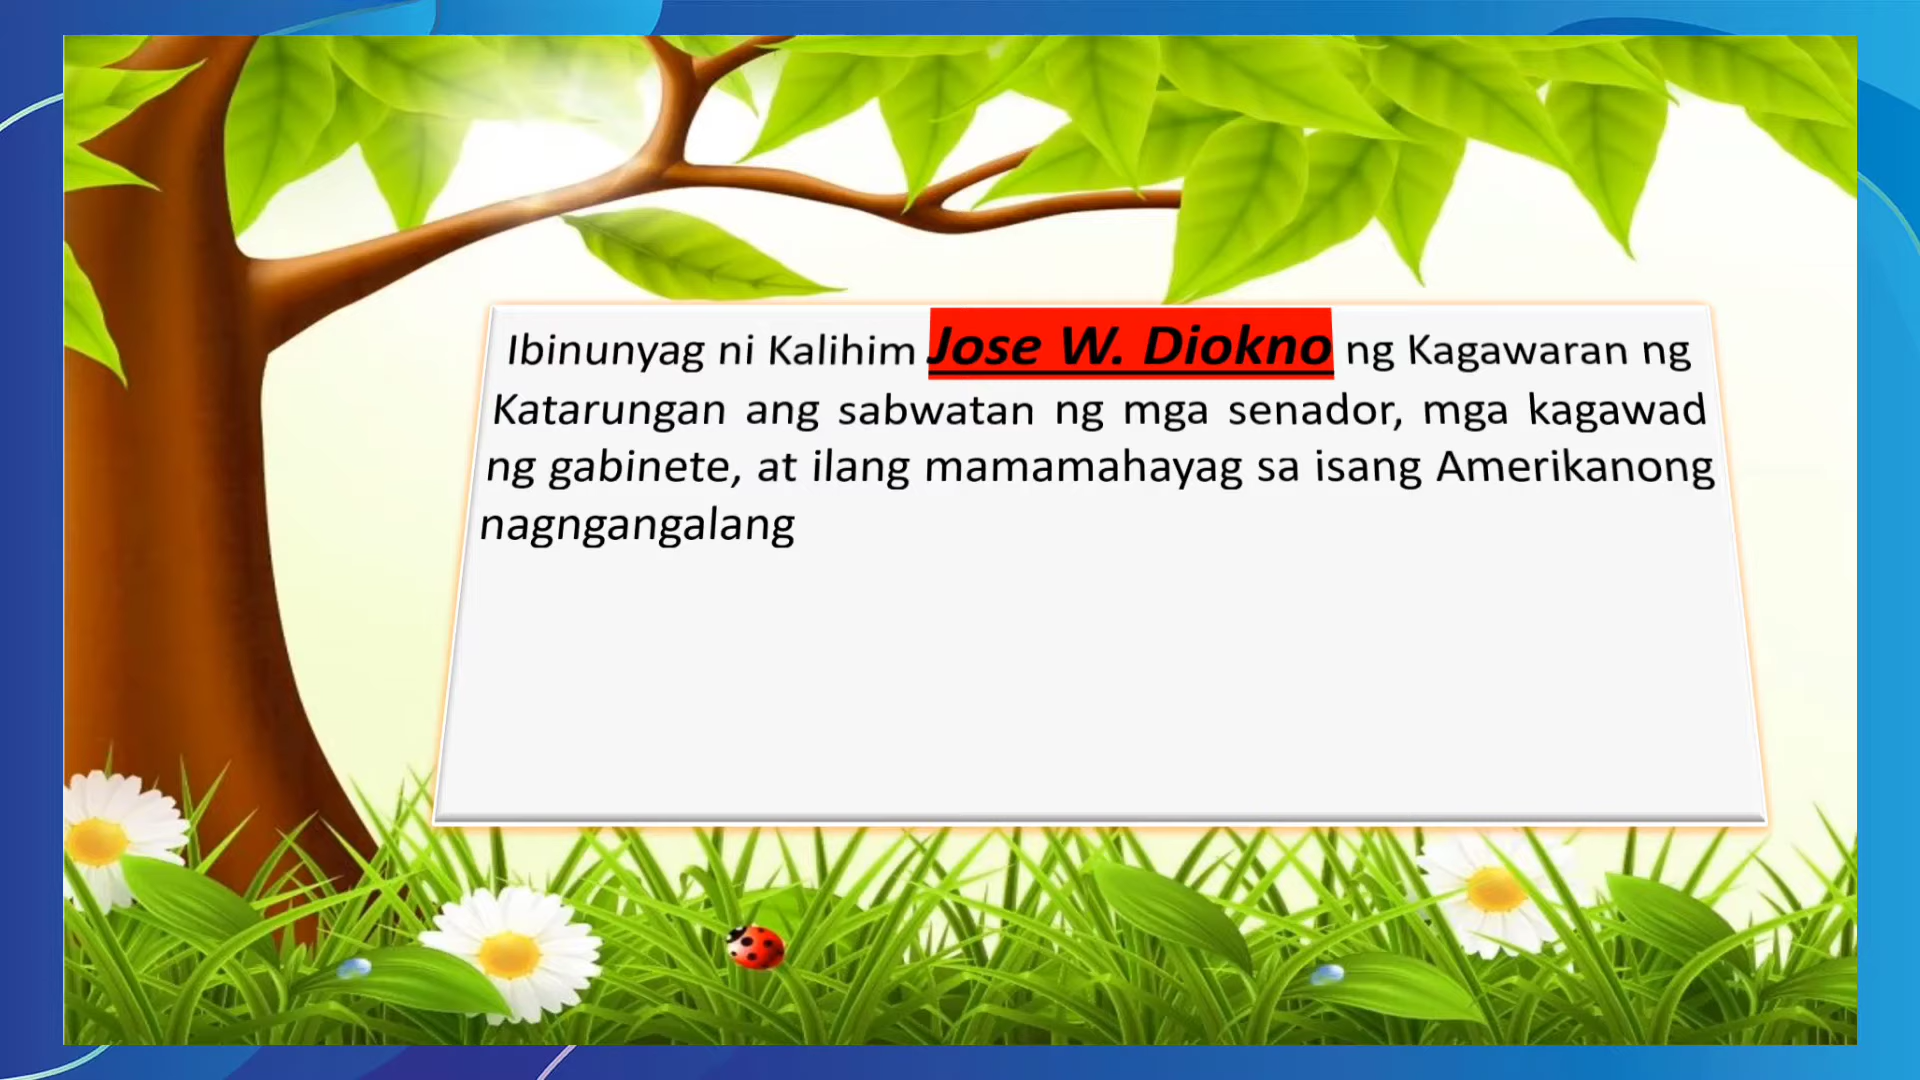 Ibinunyag ni Kalihim Jose W. Diokno ng Kagawaran ng
Katarungan ang sabwatan ng mga senador, mga kagawad
ng gabinete, at ilang mamamahayag sa isang Amerikanong
nagngangalang